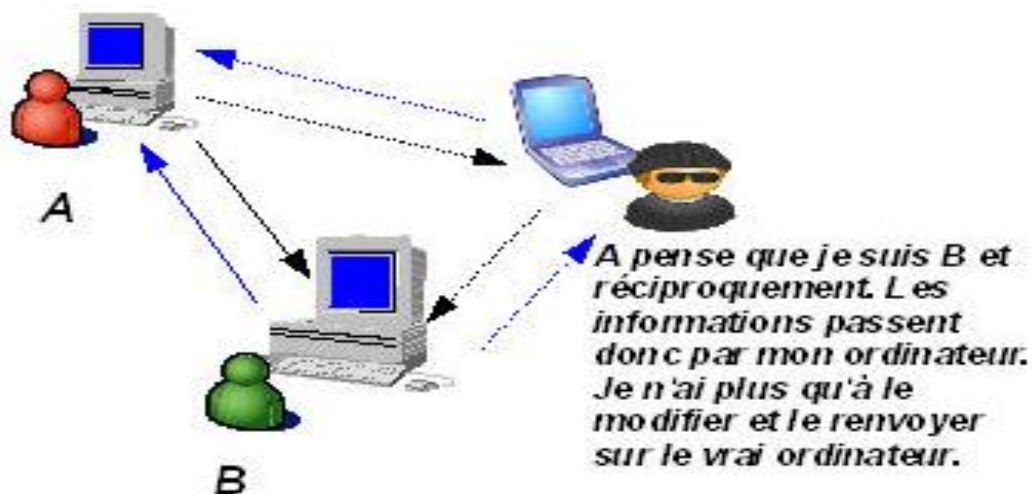 A
B
A pense que je suis B et
réciproquement. Les
informations passent
donc par mon ordinateur.
Je n'ai plus qu'à le
modifier et le renvoyer
sur le vrai ordinateur.